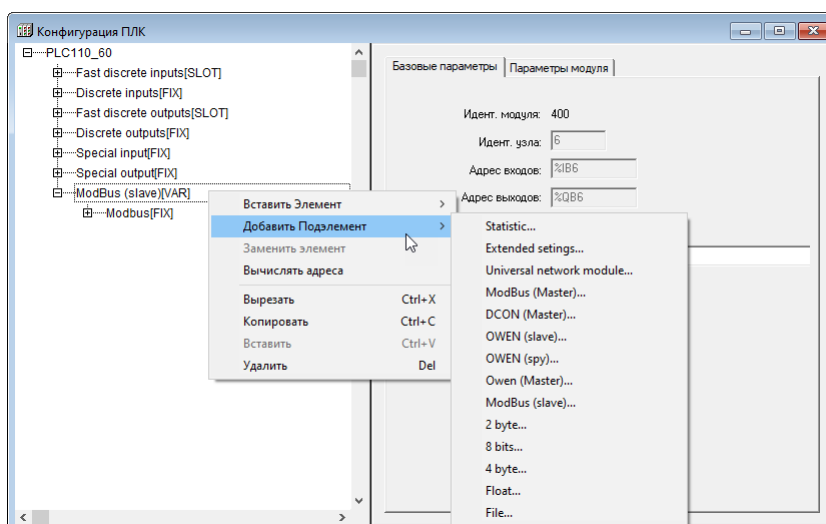 Конфигурация ПЛК
PLC110_60
Fast discrete inputs[SLOT]
Discrete inputs[FIX]
Fast discrete outputs[SLOT]
Discrete outputs[FIX]
Special input[FIX]
Special output[FIX]
ModBus (slave)[VAR]
Modbus[FIX]
Базовые параметры
Параметры модуля
Идент. модуля: 400
Идент. узла: 6
Адрес входов: %IB6
Адрес выходов: %QB6
Вставить Элемент
Добавить Подэлемент
Заменить элемент
Вычислять адреса
Вырезать Ctrl+X
Копировать Ctrl+C
Вставить Ctrl+V
Удалить Del
Statistic...
Extended setings...
Universal network module...
ModBus (Master)...
DCON (Master)...
OWEN (slave)...
OWEN (spy)...
Owen (Master)...
ModBus (slave)...
2 byte...
8 bits...
4 byte...
Float...
File...